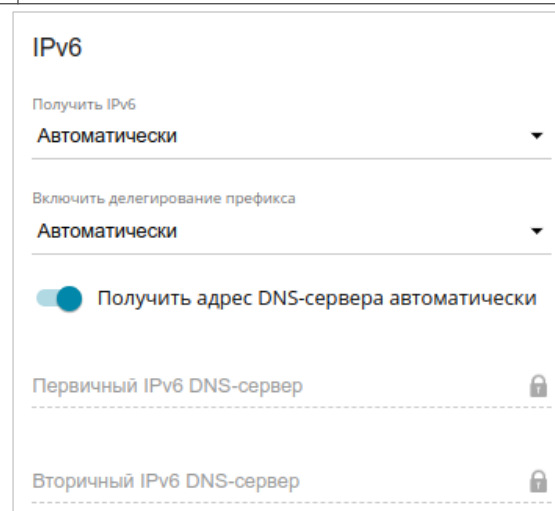 IPv6
Получить IPv6
Автоматически
Включить делегирование префикса
Автоматически
Получить адрес DNS-сервера автоматически
Первичный IPv6 DNS-сервер
Вторичный IPv6 DNS-сервер